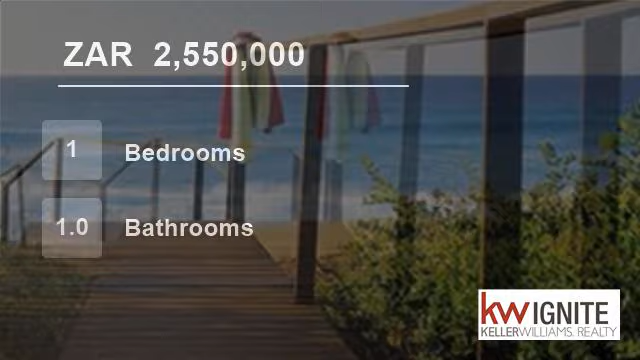 ZAR 2,550,000
1 Bedrooms
1.0 Bathrooms
kw IGNITE
KELLERWILLIAMS. REALTY